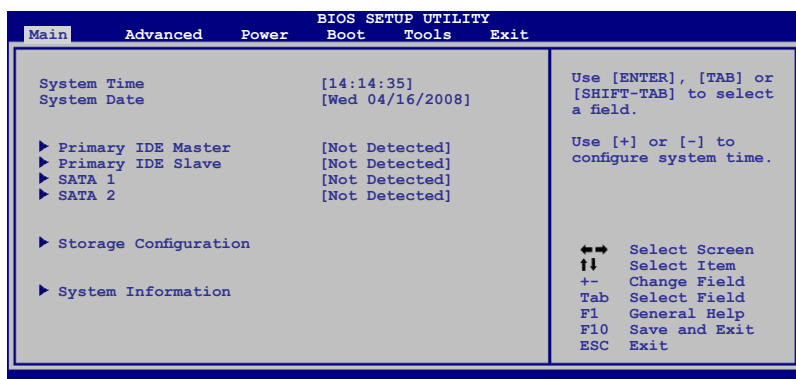 BIOS SETUP UTILITY
Main Advanced Power Boot Tools Exit
System Time [14:14:35]
System Date [Wed 04/16/2008]
Primary IDE Master [Not Detected]
Primary IDE Slave [Not Detected]
SATA 1 [Not Detected]
SATA 2 [Not Detected]
Storage Configuration
System Information
Use [ENTER], [TAB] or
[SHIFT-TAB] to select
a field.
Use [+] or [-] to
configure system time.
←→ Select Screen
↑↓ Select Item
+- Change Field
Tab Select Field
F1 General Help
F10 Save and Exit
ESC Exit